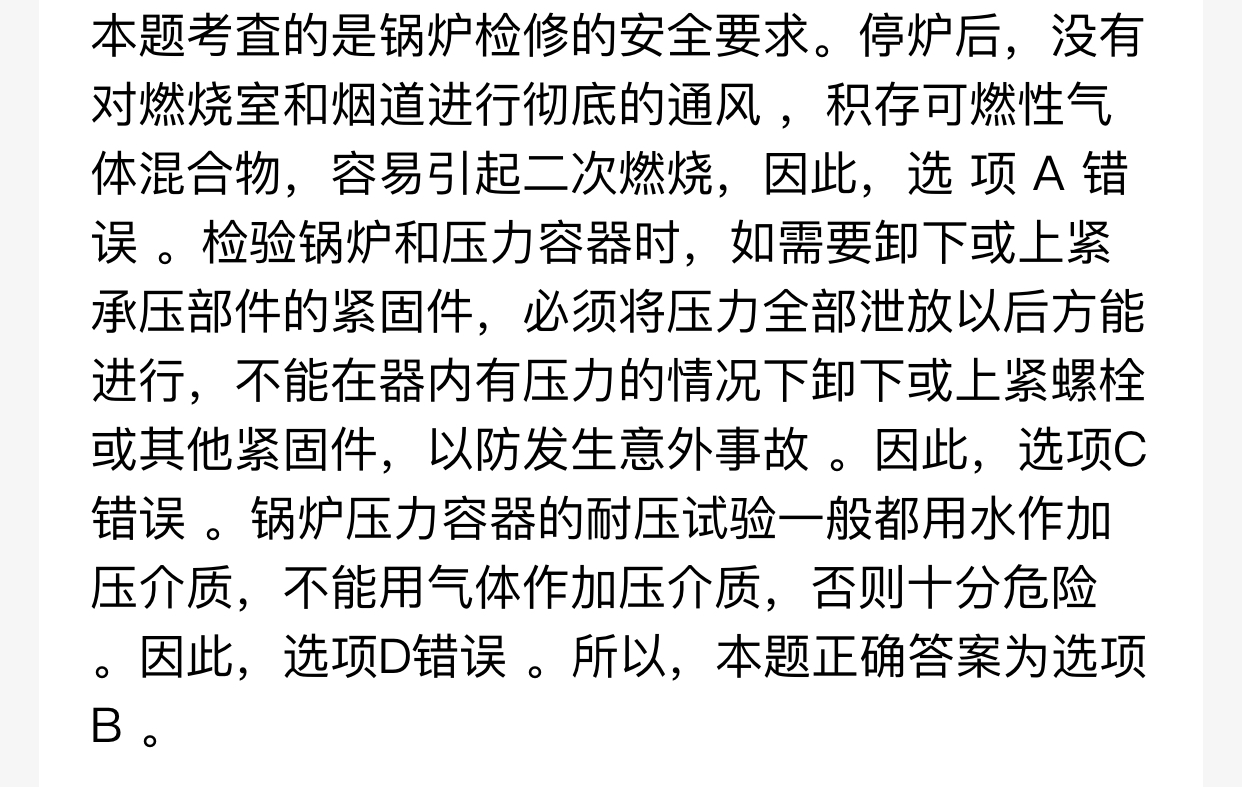 本题考查的是锅炉检修的安全要求。停炉后，没有
对燃烧室和烟道进行彻底的通风 ，积存可燃性气
体混合物，容易引起二次燃烧，因此，选 项 A 错
误 。检验锅炉和压力容器时，如需要卸下或上紧
承压部件的紧固件，必须将压力全部泄放以后方能
进行，不能在器内有压力的情况下卸下或上紧螺栓
或其他紧固件，以防发生意外事故 。因此，选项C
错误 。锅炉压力容器的耐压试验一般都用水作加
压介质，不能用气体作加压介质，否则十分危险
。因此，选项D错误 。所以，本题正确答案为选项
B 。